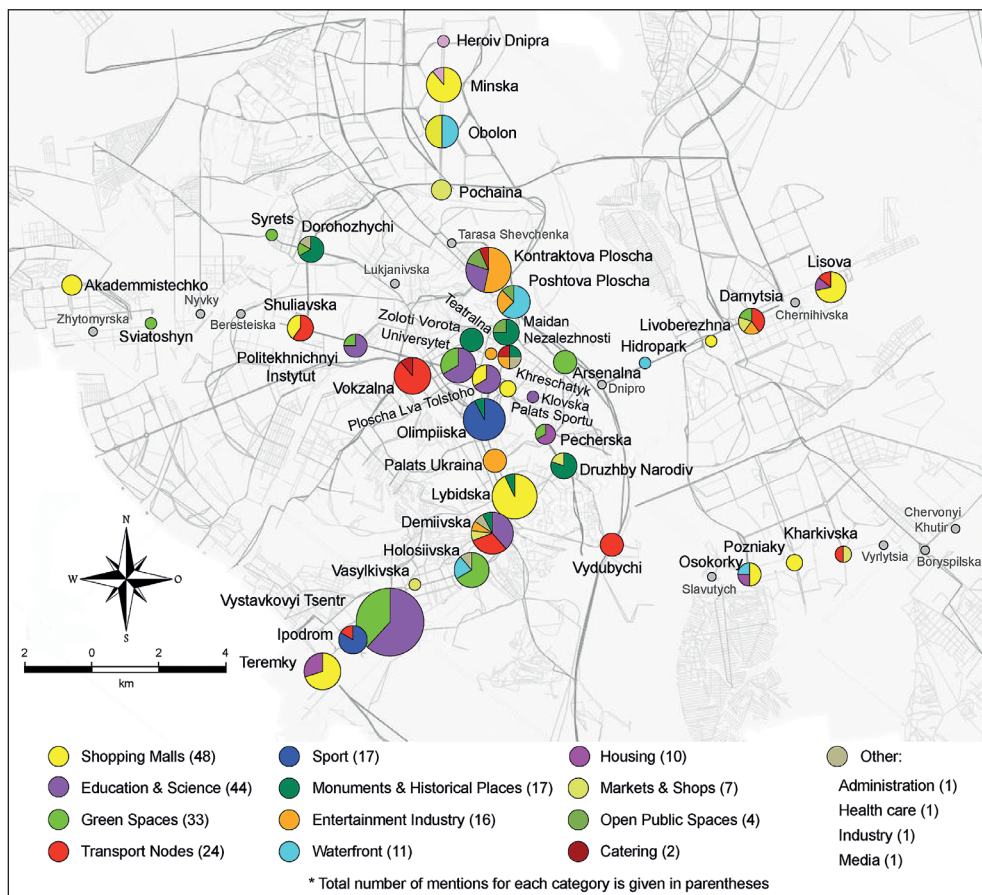 Heroiv Dnipra
Minska
Obolon
Pochaina
Syrets
Dorohozhychi
Tarasa Shevchenka
Kontraktova Ploscha
Lukjanivska
Poshtova Ploscha
Lisova
Akademmistechko
Nyvky
Zhytomyrska
Sviatoshyn
Beresteiska
Shuliavska
Teatralna
Zoloti Vorota
Maidan
Nezalezhnosti
Universytet
Darnytsia
Chernihivska
Livoberezhna
Hidropark
Politekhnichnyi
Instytut
Vokzalna
Khreschatyk
Arsenalna
Dnipro
Ploscha Lva Tolstoho
Klovska
Palats Sportu
Olimpiiska
Pecherska
Palats Ukraina
Druzhby Narodiv
Lybidska
Demiivska
Vydubychi
Holosiivska
Vasylkivska
Chervonyi
Khutir
Kharkivska
Pozniaky
Osokorky
Vyrlytsia
Boryspilska
Slavutych
Vystavkovyi Tsentr
Ipodrom
Teremky
N
W
O
S
2 0 2 4
km
Shopping Malls (48)
Education & Science (44)
Green Spaces (33)
Transport Nodes (24)
Sport (17)
Monuments & Historical Places (17)
Entertainment Industry (16)
Waterfront (11)
Housing (10)
Markets & Shops (7)
Open Public Spaces (4)
Catering (2)
Other:
Administration (1)
Health care (1)
Industry (1)
Media (1)
* Total number of mentions for each category is given in parentheses